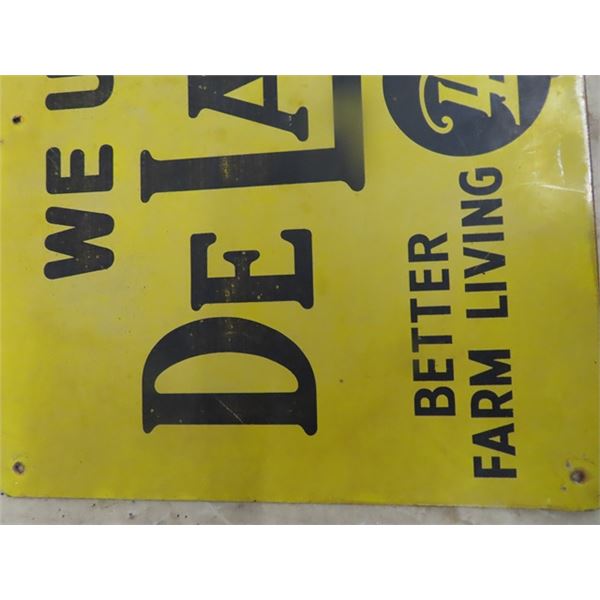 WE U
DE LA
BETTER
FARM LIVING